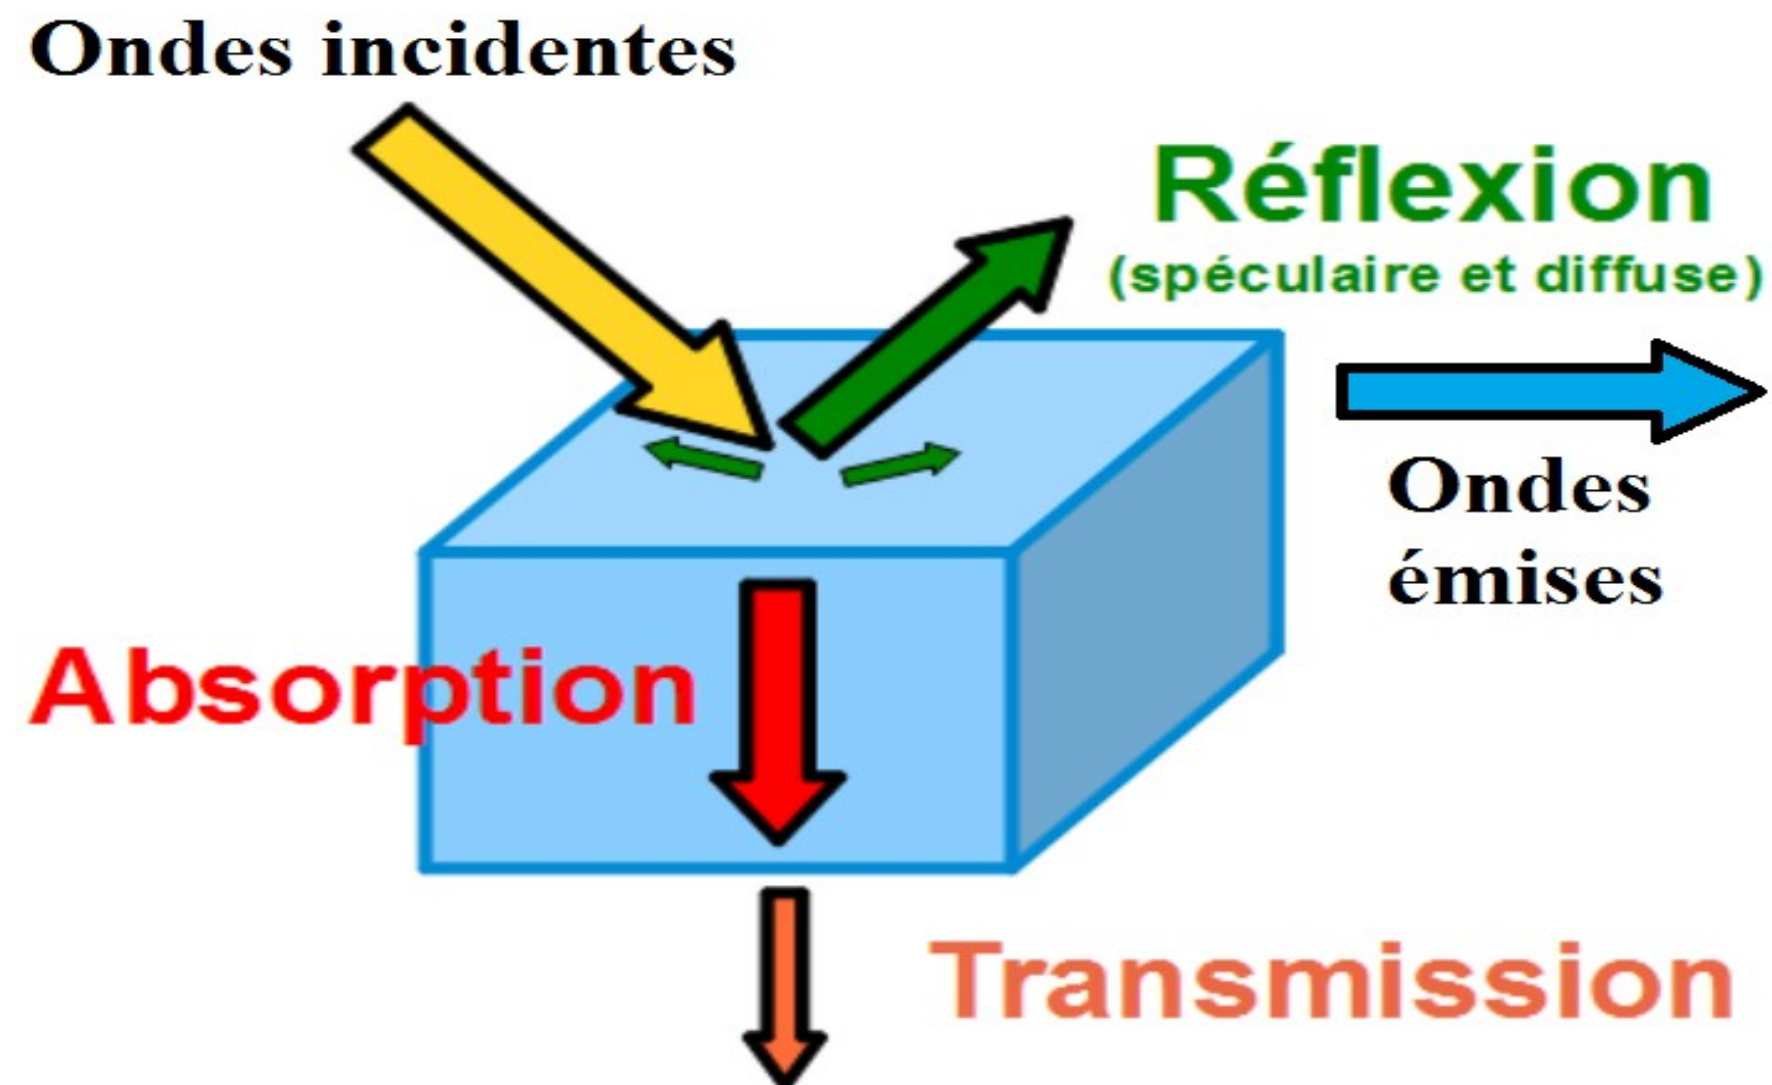 Ondes incidentes
Réflexion
(spéculaire et diffuse)
Ondes
émises
Absorption
Transmission